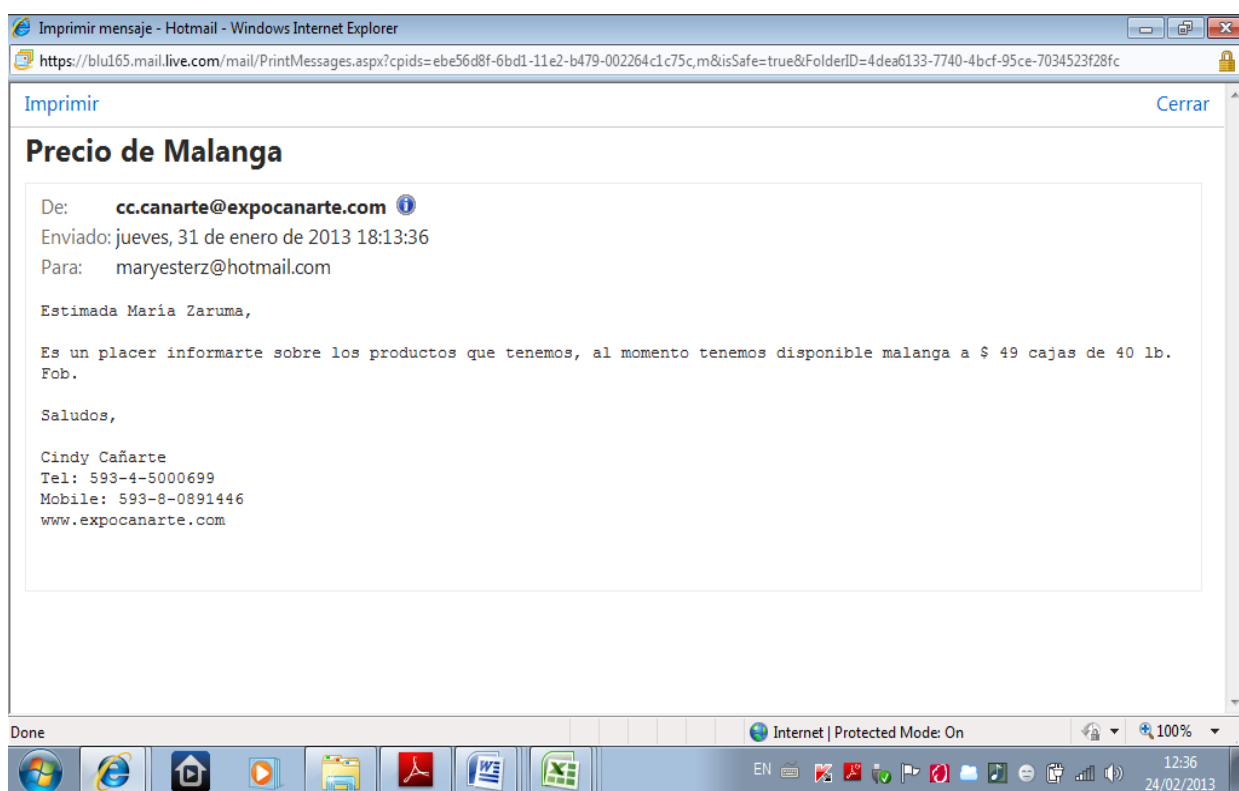 Imprimir mensaje - Hotmail - Windows Internet Explorer
https://blu165.mail.live.com/mail/PrintMessages.aspx?cpids=ebe56d8f-6bd1-11e2-b479-002264c1c75c,m&isSafe=true&FolderID=4dea6133-7740-4bcf-95ce-7034523f28fc
Imprimir Cerrar
Precio de Malanga
De: cc.canarte@expocanarte.com
Enviado: jueves, 31 de enero de 2013 18:13:36
Para: maryesterz@hotmail.com
Estimada María Zaruma,
Es un placer informarte sobre los productos que tenemos, al momento tenemos disponible malanga a $ 49 cajas de 40 lb.
Fob.
Saludos,
Cindy Cañarte
Tel: 593-4-5000699
Mobile: 593-8-0891446
www.expocanarte.com
Done Internet | Protected Mode: On 100%
EN 12:36
24/02/2013